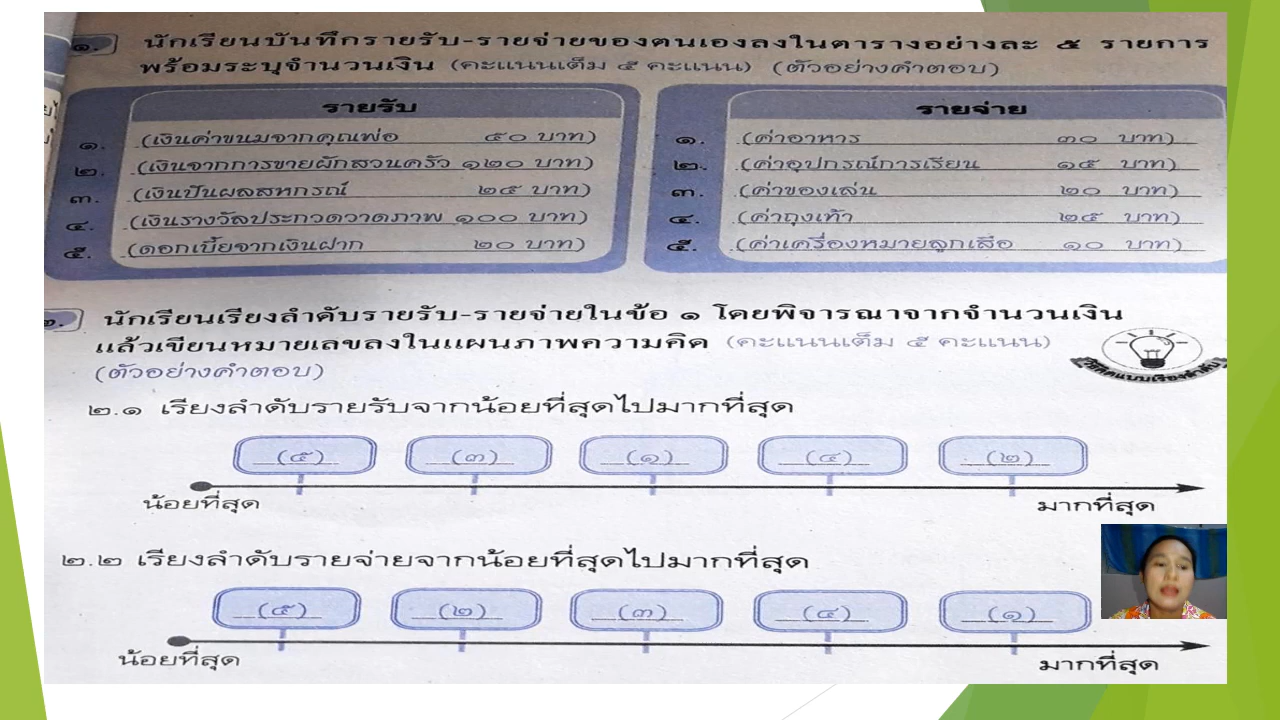 ๑. นักเรียนบันทึกรายรับ-รายจ่ายของตนเองลงในตารางอย่างละ ๕ รายการ
พร้อมระบุจำนวนเงิน (คะแนนเต็ม ๕ คะแนน) (ตัวอย่างคำตอบ)
รายรับ
๑. (เงินค่าขนมจากคุณพ่อ ๕๐ บาท)
๒. (เงินจากการขายผักสวนครัว ๑๒๐ บาท)
๓. (เงินปันผลสหกรณ์ ๒๕ บาท)
๔. (เงินรางวัลประกวดวาดภาพ ๑๐๐ บาท)
๕. (ดอกเบี้ยจากเงินฝาก ๒๐ บาท)
รายจ่าย
๑. (ค่าอาหาร ๓๐ บาท)
๒. (ค่าอุปกรณ์การเรียน ๑๕ บาท)
๓. (ค่าของเล่น ๒๐ บาท)
๔. (ค่าถุงเท้า ๒๕ บาท)
๕. (ค่าเครื่องหมายลูกเสือ ๑๐ บาท)
๒. นักเรียนเรียงลำดับรายรับ-รายจ่ายในข้อ ๑ โดยพิจารณาจากจำนวนเงิน
แล้วเขียนหมายเลขลงในแผนภาพความคิด (คะแนนเต็ม ๕ คะแนน)
(ตัวอย่างคำตอบ)
๒.๑ เรียงลำดับรายรับจากน้อยที่สุดไปมากที่สุด
(๕) (๓) (๑) (๔) (๒)
น้อยที่สุด มากที่สุด
๒.๒ เรียงลำดับรายจ่ายจากน้อยที่สุดไปมากที่สุด
(๕) (๒) (๓) (๔) (๑)
น้อยที่สุด มากที่สุด